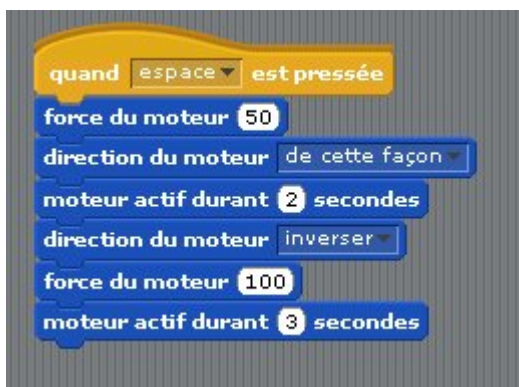 quand espace est pressée
force du moteur 50
direction du moteur de cette façon
moteur actif durant 2 secondes
direction du moteur inverser
force du moteur 100
moteur actif durant 3 secondes